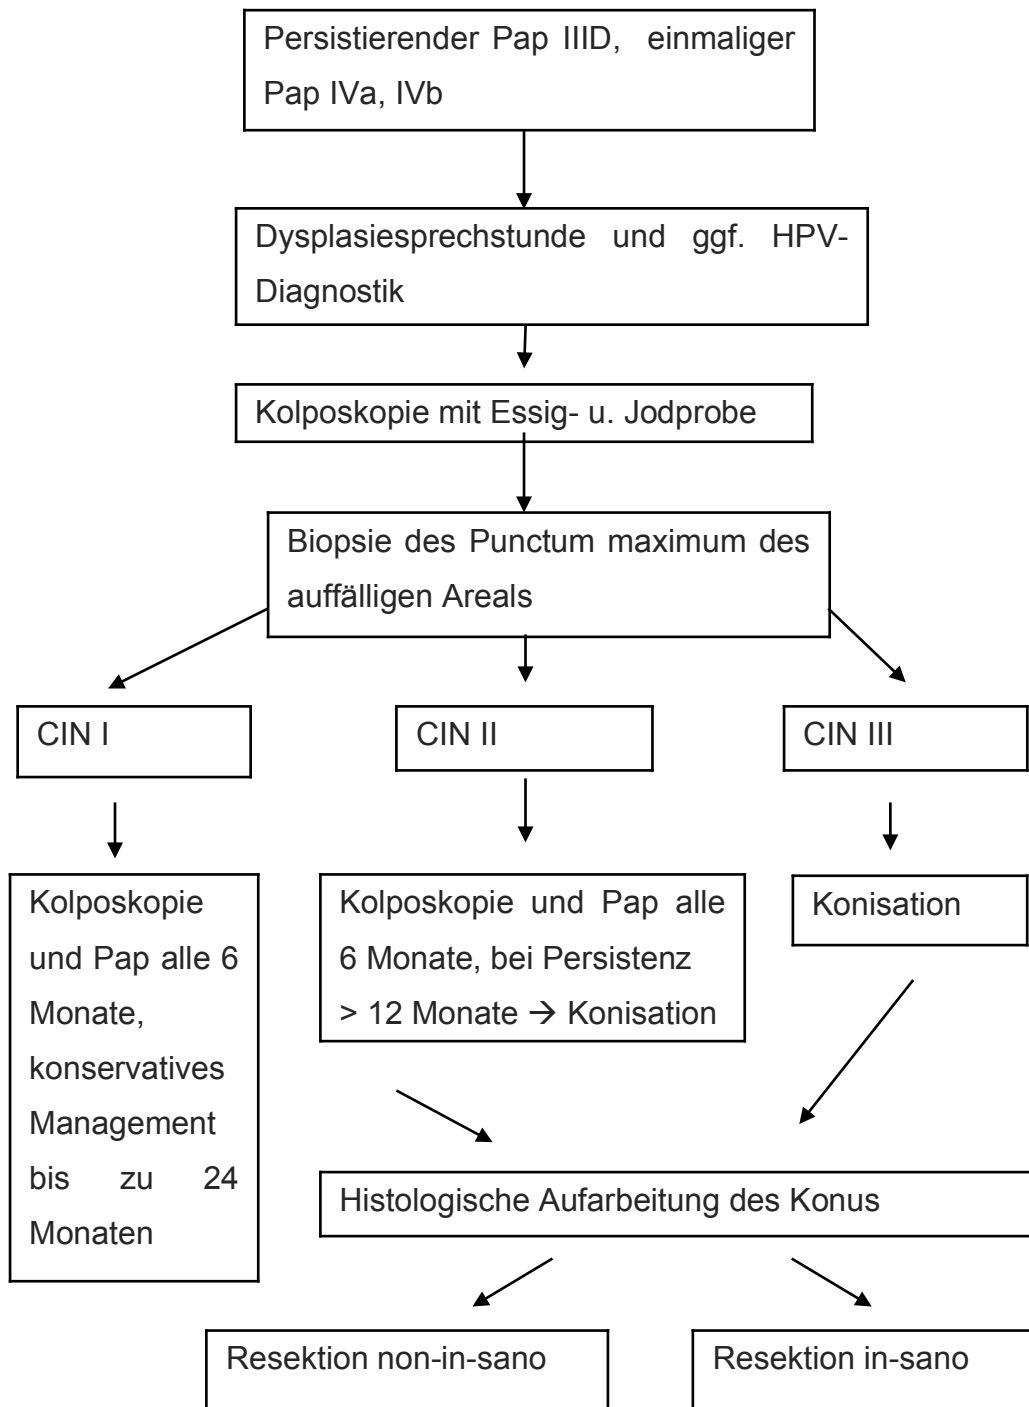 Persistierender Pap IIID, einmaliger
Pap IVa, IVb
Dysplasiesprechstunde und ggf. HPV-
Diagnostik
Kolposkopie mit Essig- u. Jodprobe
Biopsie des Punctum maximum des
auffälligen Areals
CIN I
CIN II
CIN III
Kolposkopie
und Pap alle 6
Monate,
konservatives
Management
bis zu 24
Monaten
Kolposkopie und Pap alle
6 Monate, bei Persistenz
> 12 Monate → Konisation
Konisation
Histologische Aufarbeitung des Konus
Resektion non-in-sano
Resektion in-sano